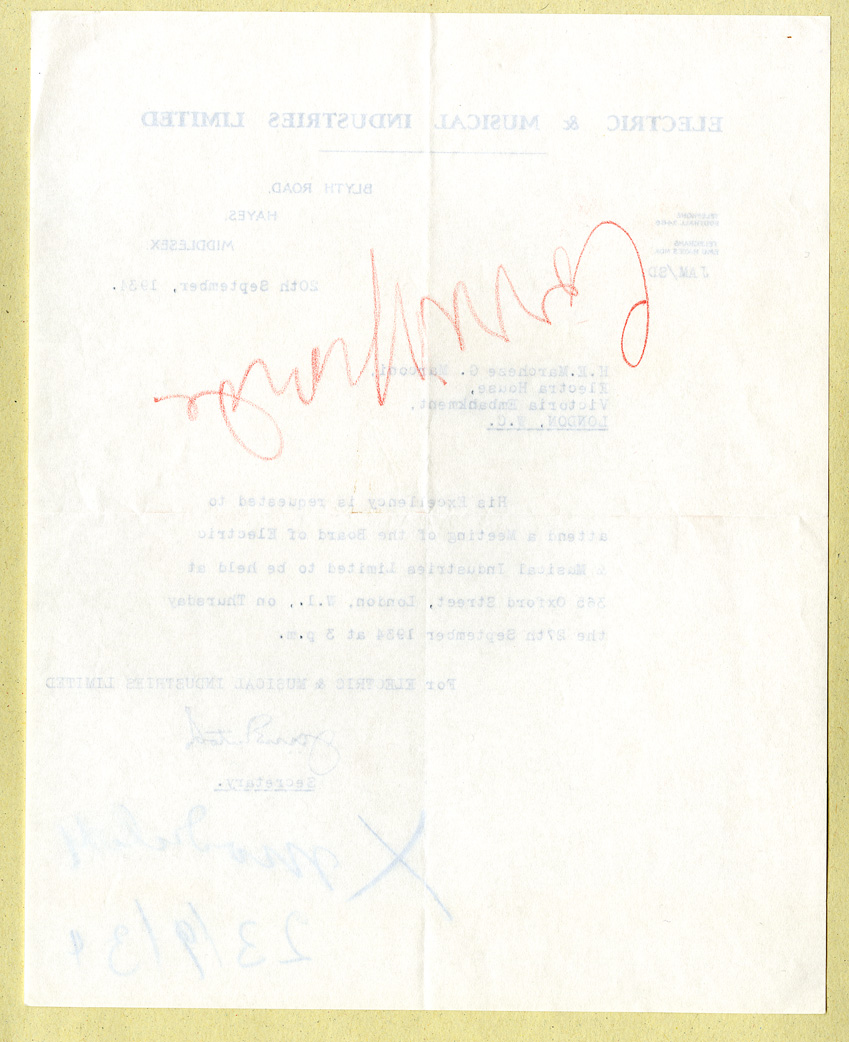 ELECTRIC & MUSICAL INDUSTRIES LIMITED
BLYTH ROAD,
HAYES,
MIDDLESEX
JAM/SD
20th September, 1934.
H.E. Marchese G. Marconi,
Electra House,
Victoria Embankment,
LONDON, W.C.
His Excellency is requested to
attend a Meeting of the Board of Electric
& Musical Industries Limited to be held at
363 Oxford Street, London, W.1., on Thursday
the 27th September 1934 at 3 p.m.
For ELECTRIC & MUSICAL INDUSTRIES LIMITED
Secretary.
X
23/9/34